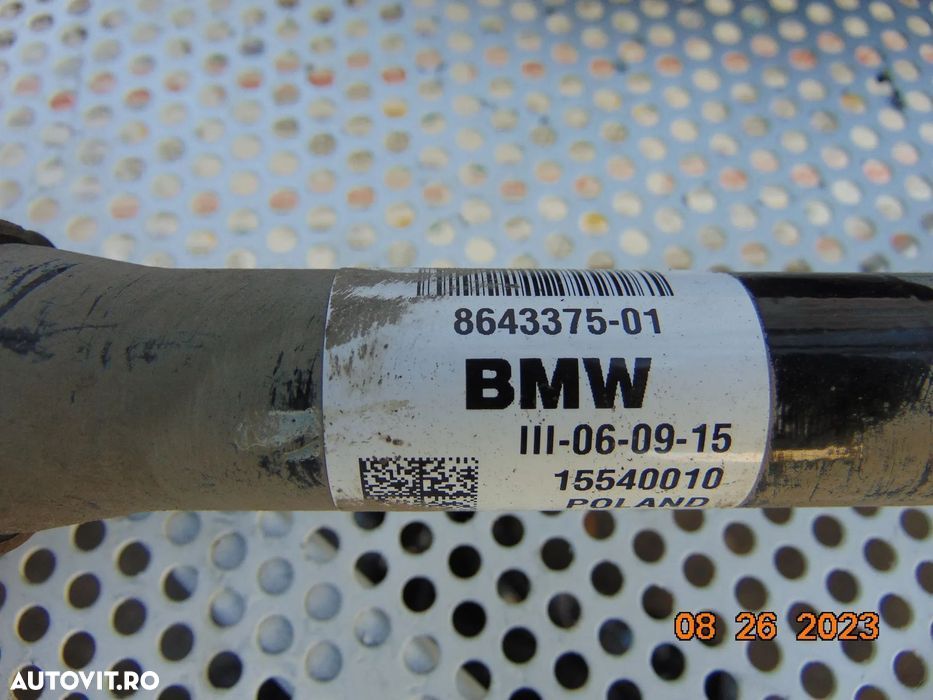 8643375-01
BMW
III-06-09-15
15540010
POLAND
08 26 2023
AUTOVIT.RO